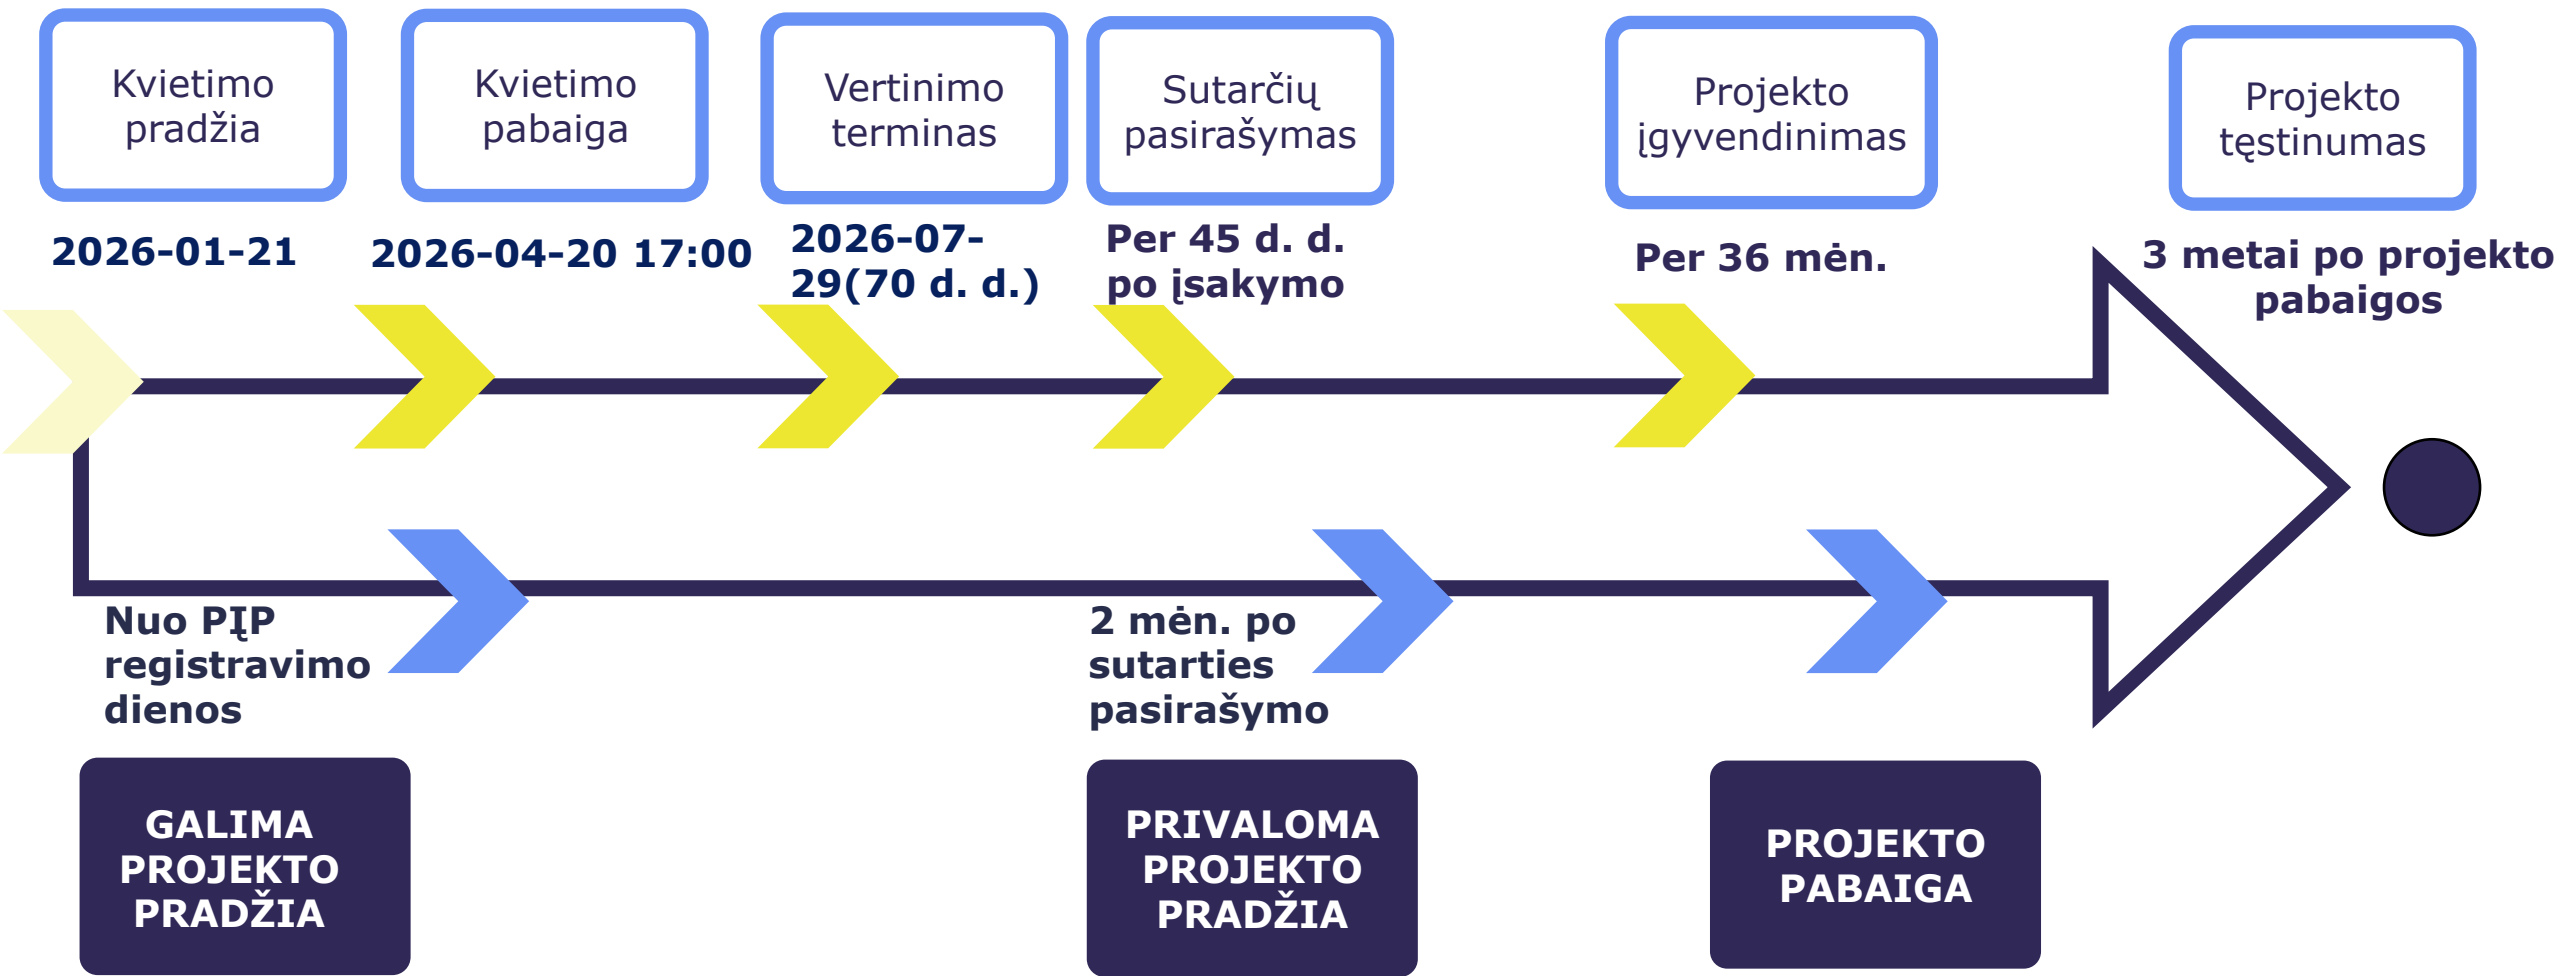 Kvietimo
pradžia
Kvietimo
pabaiga
Vertinimo
terminas
Sutarčių
pasirašymas
Projekto
įgyvendinimas
Projekto
tęstinumas
2026-01-21
2026-04-20 17:00
2026-07-
29(70 d. d.)
Per 45 d. d.
po įsakymo
Per 36 mėn.
3 metai po projekto
pabaigos
Nuo PĮP
registravimo
dienos
2 mėn. po
sutarties
pasirašymo
GALIMA
PROJEKTO
PRADŽIA
PRIVALOMA
PROJEKTO
PRADŽIA
PROJEKTO
PABAIGA